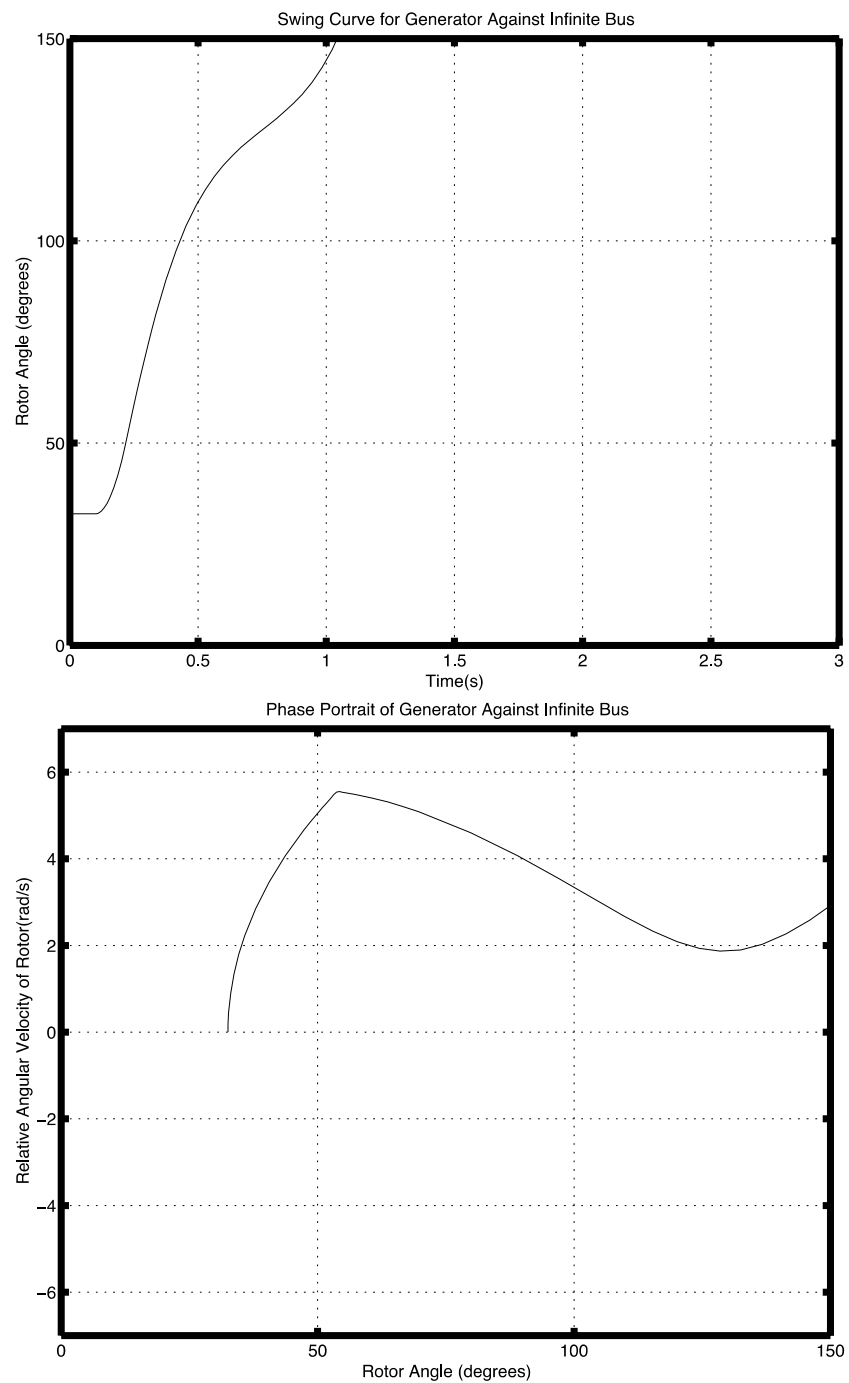 Swing Curve for Generator Against Infinite Bus
150
100
50
0
Rotor Angle (degrees)
0 0.5 1 1.5 2 2.5 3
Time(s)
Phase Portrait of Generator Against Infinite Bus
6
4
2
0
−2
−4
−6
Relative Angular Velocity of Rotor(rad/s)
0 50 100 150
Rotor Angle (degrees)